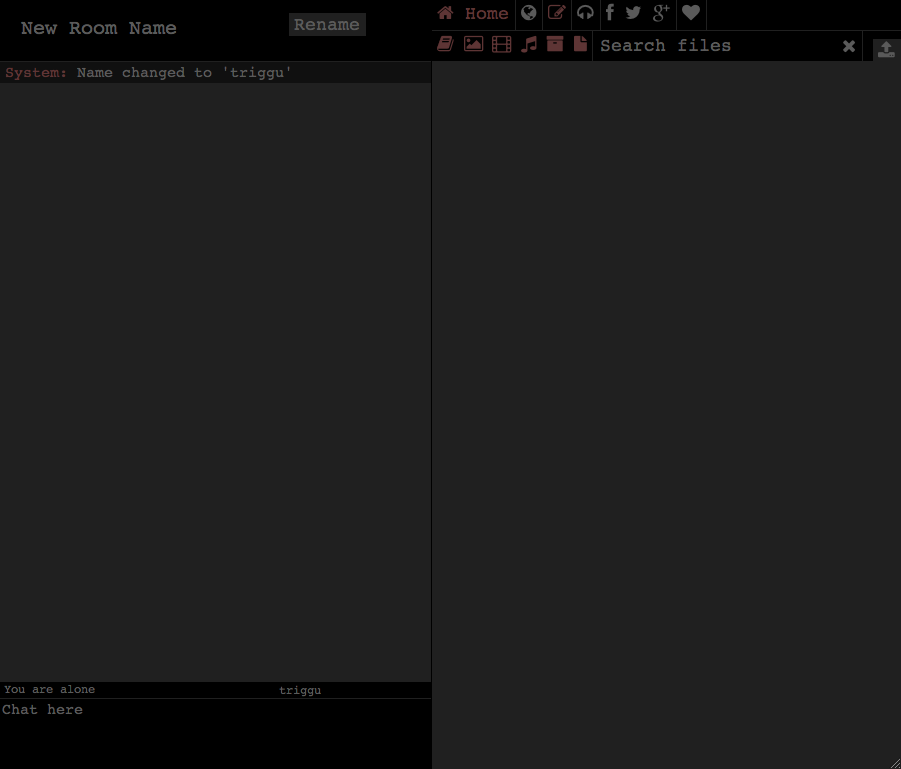 New Room Name
Rename
Home
Search files
System: Name changed to 'triggu'
You are alone
triggu
Chat here